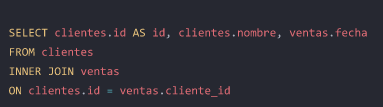 SELECT clientes.id AS id, clientes.nombre, ventas.fecha
FROM clientes
INNER JOIN ventas
ON clientes.id = ventas.cliente_id